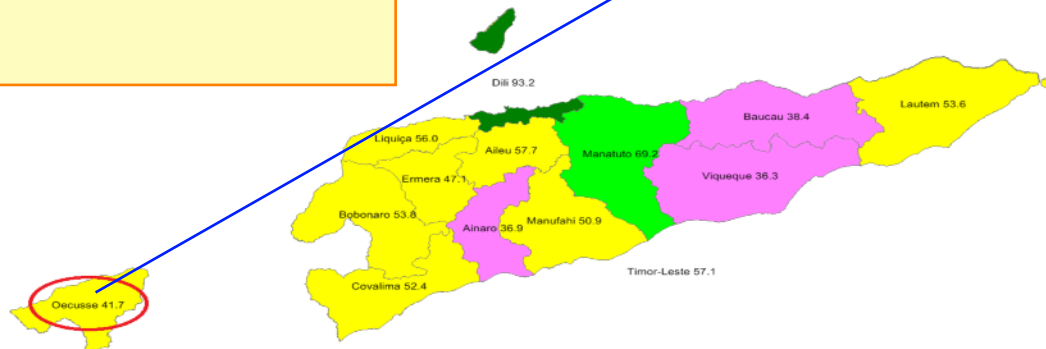 Dili 93.2
Lautem 53.6
Baucau 38.4
Liquiça 56.0
Aileu 57.7
Manatuto 69.2
Viqueque 36.3
Ermera 47.1
Bobonaro 53.8
Ainaro 36.9
Manufahi 50.9
Timor-Leste 57.1
Covalima 52.4
Oecusse 41.7